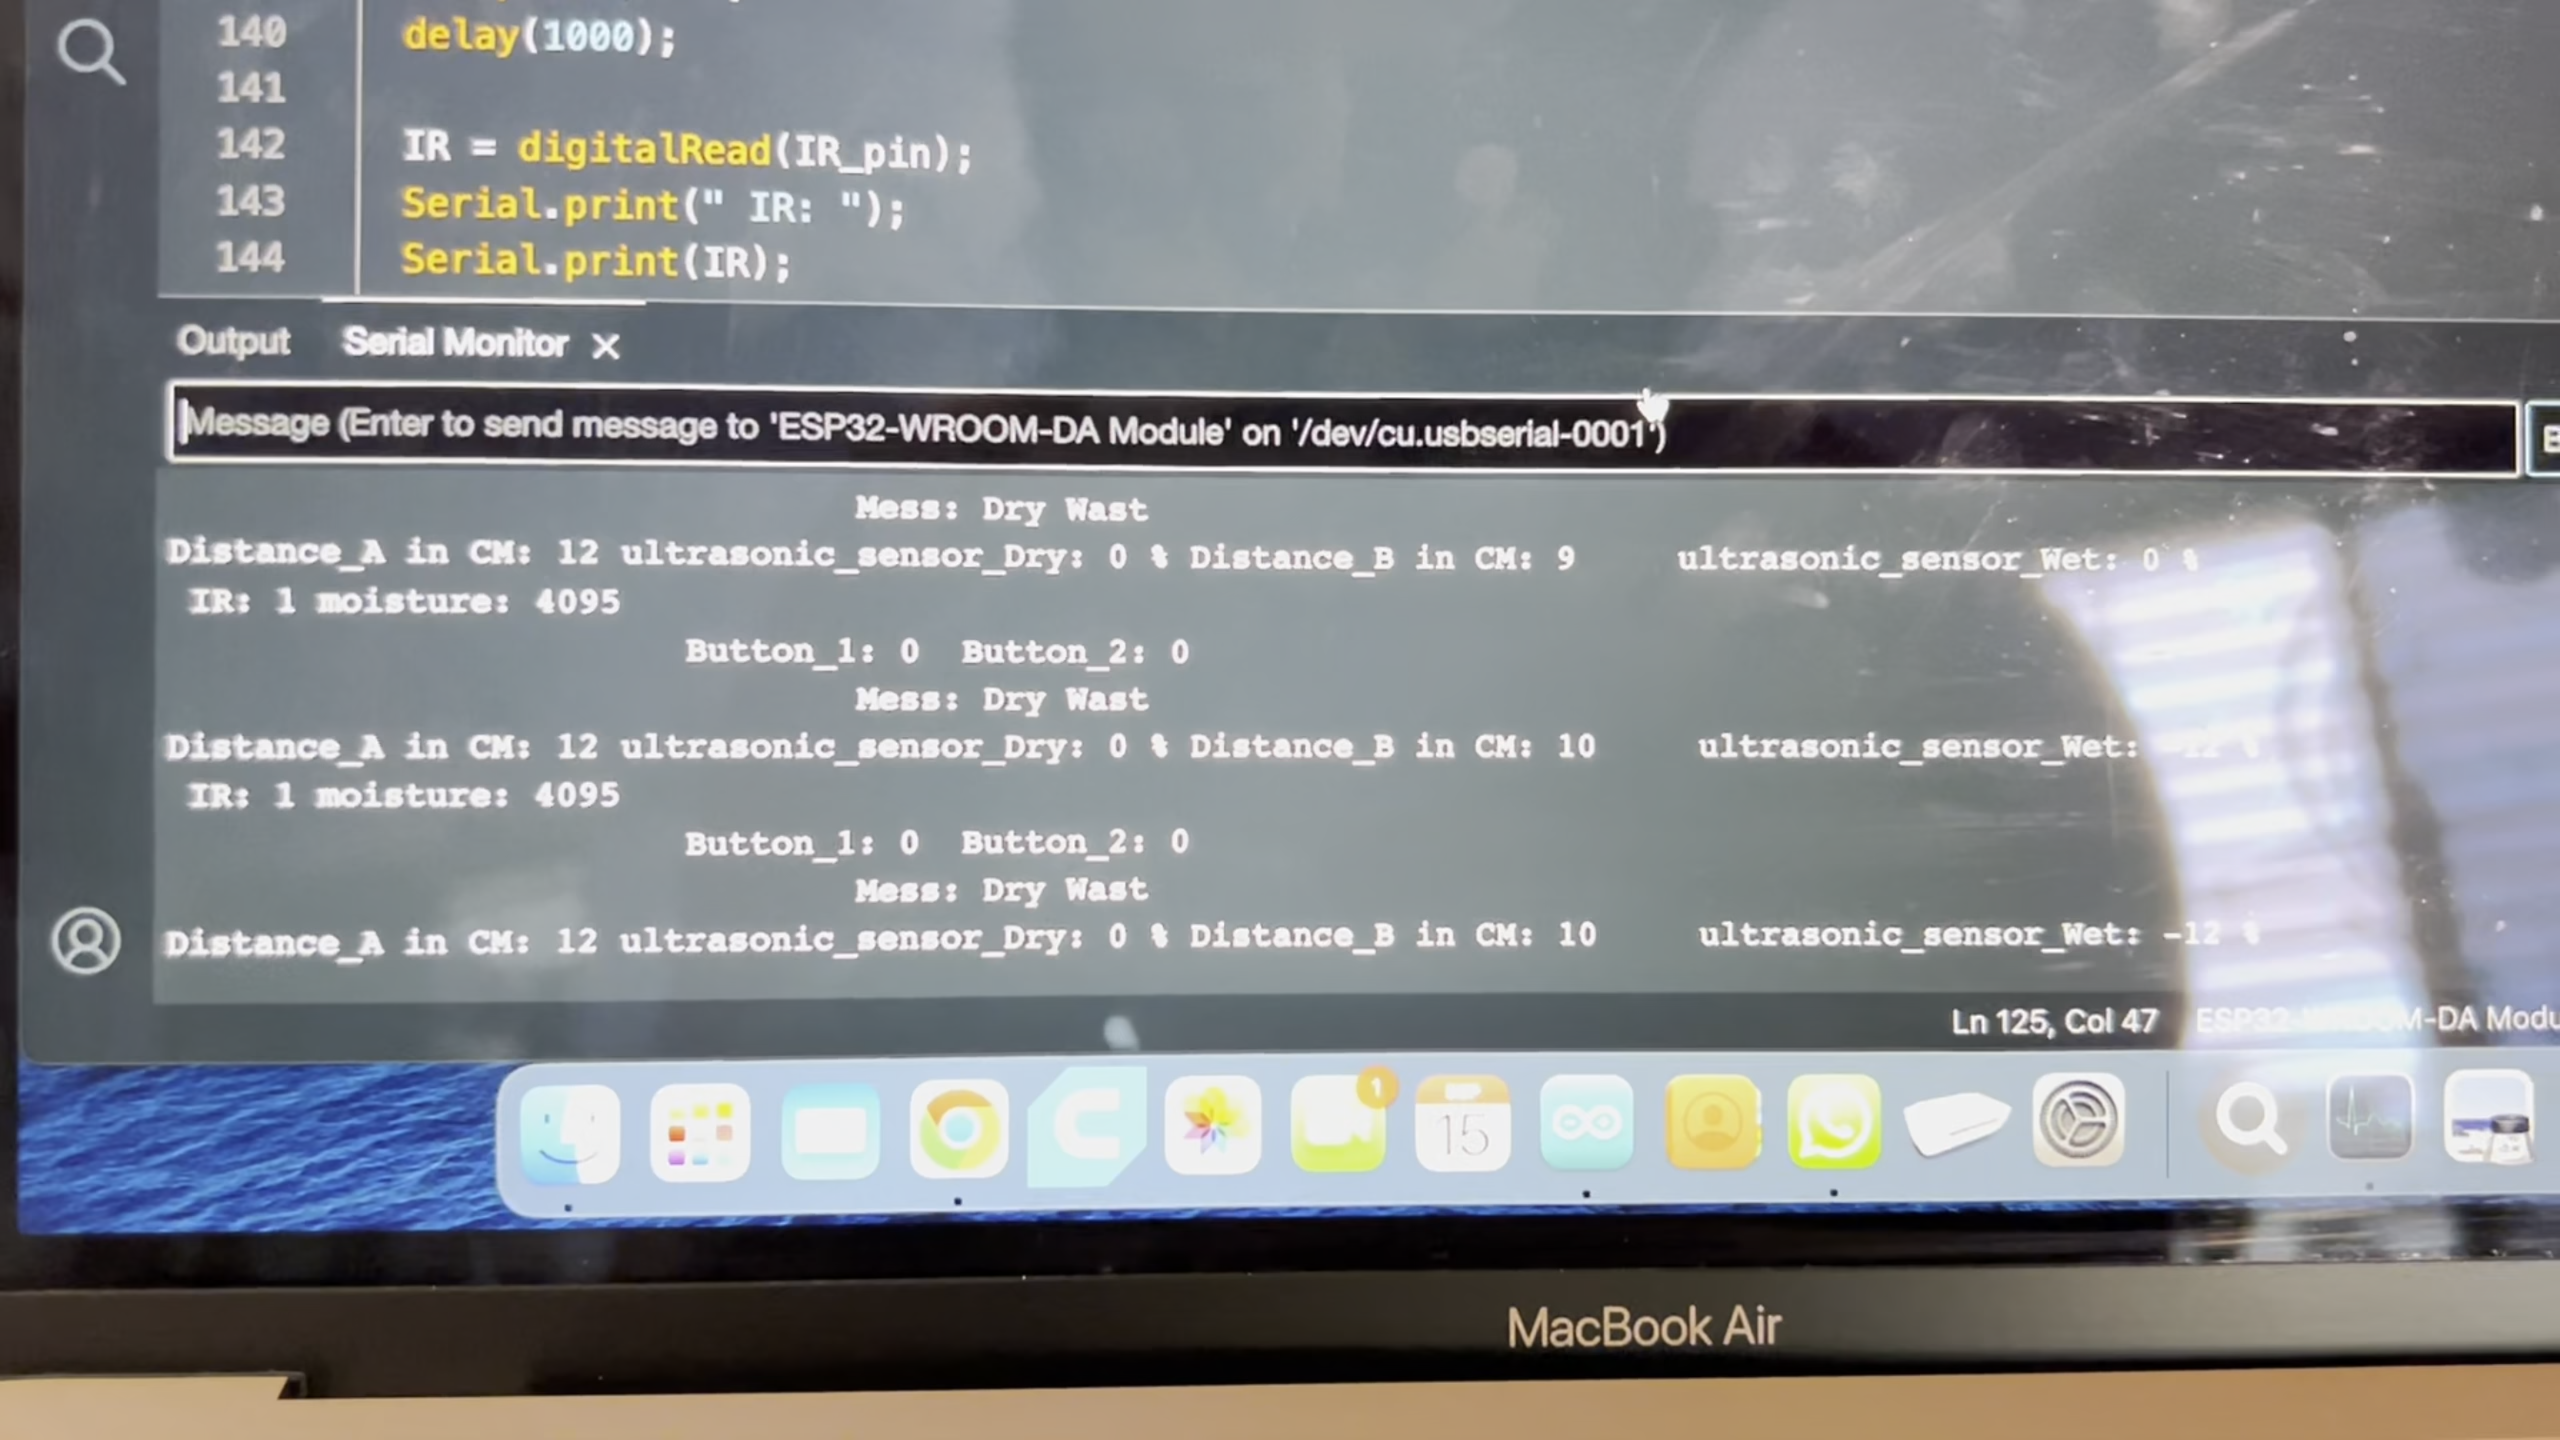 140 delay(1000);
141
142 IR = digitalRead(IR_pin);
143 Serial.print(" IR: ");
144 Serial.print(IR);
Output Serial Monitor
Message (Enter to send message to 'ESP32-WROOM-DA Module' on '/dev/cu.usbserial-0001')
Mess: Dry Wast
Distance_A in CM: 12 ultrasonic_sensor_Dry: 0 % Distance_B in CM: 9 ultrasonic_sensor_Wet: 0 %
IR: 1 moisture: 4095
Button_1: 0 Button_2: 0
Mess: Dry Wast
Distance_A in CM: 12 ultrasonic_sensor_Dry: 0 % Distance_B in CM: 10 ultrasonic_sensor_Wet: -12 %
IR: 1 moisture: 4095
Button_1: 0 Button_2: 0
Mess: Dry Wast
Distance_A in CM: 12 ultrasonic_sensor_Dry: 0 % Distance_B in CM: 10 ultrasonic_sensor_Wet: -12 %
Ln 125, Col 47 ESP32-WROOM-DA Modu
1
15
MacBook Air